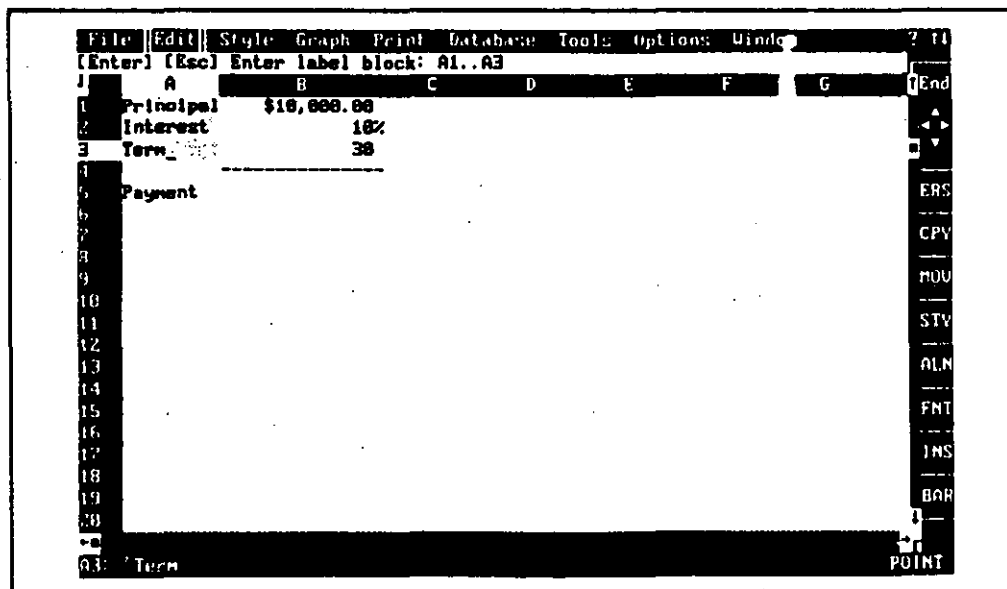 File Edit Style Graph Print Database Tools Options Window ? ↑↓
[Enter] [Esc] Enter label block: A1..A3
A B C D E F G End
1 Principal $10,000.00
2 Interest 10%
3 Term_ 30
4 ----------------
5 Payment
6
7
8
9
10
11
12
13
14
15
16
17
18
19
20
ERS
CPY
MOV
STY
ALN
FNT
INS
BAR
A3: 'Term POINT